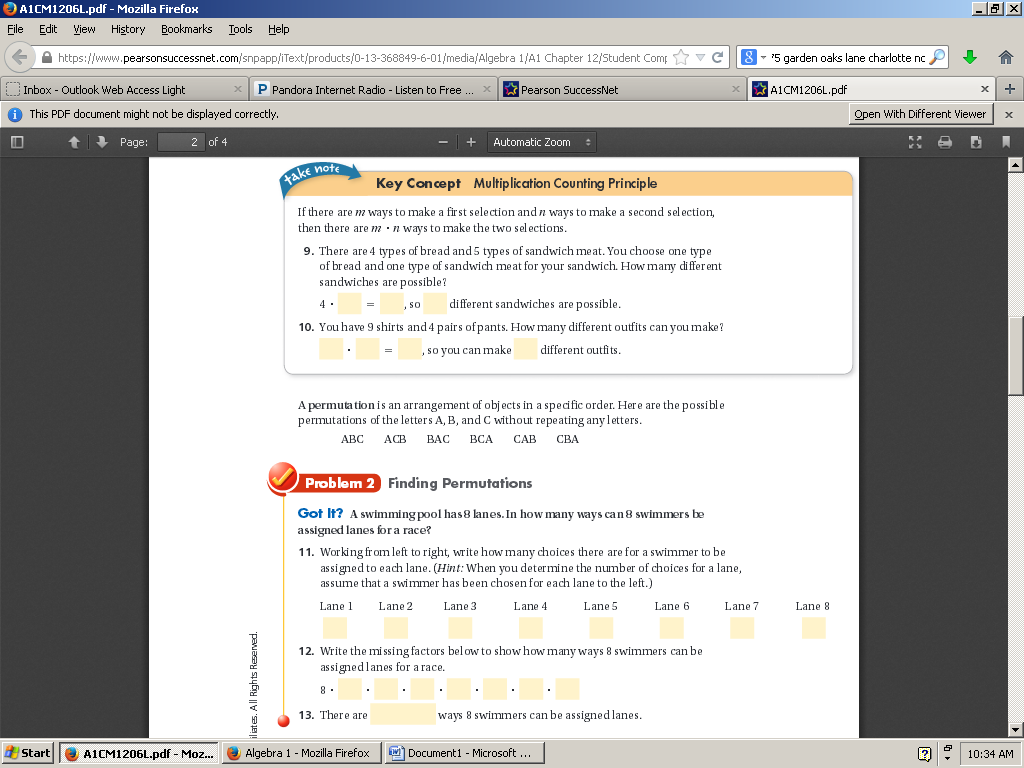 A1CM1206L.pdf - Mozilla Firefox
File Edit View History Bookmarks Tools Help
https://www.pearsonsuccessnet.com/snpapp/iText/products/0-13-368849-6-01/media/Algebra 1/A1 Chapter 12/Student Comp
'5 garden oaks lane charlotte nc
Inbox - Outlook Web Access Light
Pandora Internet Radio - Listen to Free ...
Pearson SuccessNet
A1CM1206L.pdf
This PDF document might not be displayed correctly.
Open With Different Viewer
Page: 2 of 4
Automatic Zoom
take note
Key Concept Multiplication Counting Principle
If there are m ways to make a first selection and n ways to make a second selection,
then there are m · n ways to make the two selections.
9. There are 4 types of bread and 5 types of sandwich meat. You choose one type
of bread and one type of sandwich meat for your sandwich. How many different
sandwiches are possible?
4 · = , so different sandwiches are possible.
10. You have 9 shirts and 4 pairs of pants. How many different outfits can you make?
· = , so you can make different outfits.
A permutation is an arrangement of objects in a specific order. Here are the possible
permutations of the letters A, B, and C without repeating any letters.
ABC ACB BAC BCA CAB CBA
Problem 2 Finding Permutations
Got It? A swimming pool has 8 lanes. In how many ways can 8 swimmers be
assigned lanes for a race?
11. Working from left to right, write how many choices there are for a swimmer to be
assigned to each lane. (Hint: When you determine the number of choices for a lane,
assume that a swimmer has been chosen for each lane to the left.)
Lane 1 Lane 2 Lane 3 Lane 4 Lane 5 Lane 6 Lane 7 Lane 8
12. Write the missing factors below to show how many ways 8 swimmers can be
assigned lanes for a race.
8 · · · · · · ·
13. There are ways 8 swimmers can be assigned lanes.
iliates. All Rights Reserved.
Start
A1CM1206L.pdf - Moz...
Algebra 1 - Mozilla Firefox
Document1 - Microsoft ...
10:34 AM